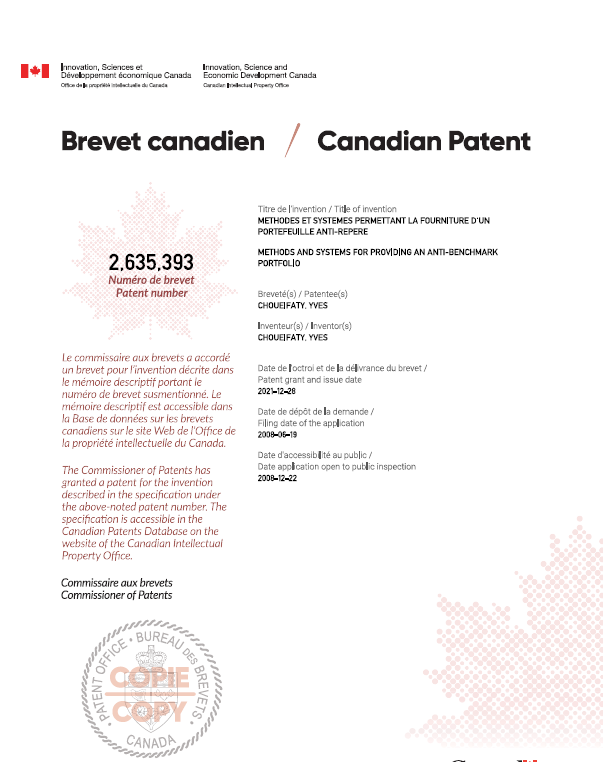 Innovation, Sciences et
Développement économique Canada
Office de la propriété intellectuelle du Canada
Innovation, Science and
Economic Development Canada
Canadian Intellectual Property Office
Brevet canadien / Canadian Patent
2,635,393
Numéro de brevet
Patent number
Le commissaire aux brevets a accordé
un brevet pour l'invention décrite dans
le mémoire descriptif portant le
numéro de brevet susmentionné. Le
mémoire descriptif est accessible dans
la Base de données sur les brevets
canadiens sur le site Web de l'Office de
la propriété intellectuelle du Canada.
The Commissioner of Patents has
granted a patent for the invention
described in the specification under
the above-noted patent number. The
specification is accessible in the
Canadian Patents Database on the
website of the Canadian Intellectual
Property Office.
Commissaire aux brevets
Commissioner of Patents
PATENT OFFICE • BUREAU DES BREVETS
COPIE
COPY
CANADA
Titre de l'invention / Title of invention
METHODES ET SYSTEMES PERMETTANT LA FOURNITURE D'UN
PORTEFEUILLE ANTI-REPERE
METHODS AND SYSTEMS FOR PROVIDING AN ANTI-BENCHMARK
PORTFOLIO
Breveté(s) / Patentee(s)
CHOUEIFATY, YVES
Inventeur(s) / Inventor(s)
CHOUEIFATY, YVES
Date de l'octroi et de la délivrance du brevet /
Patent grant and issue date
2021-12-28
Date de dépôt de la demande /
Filing date of the application
2008-06-19
Date d'accessibilité au public /
Date application open to public inspection
2008-12-22